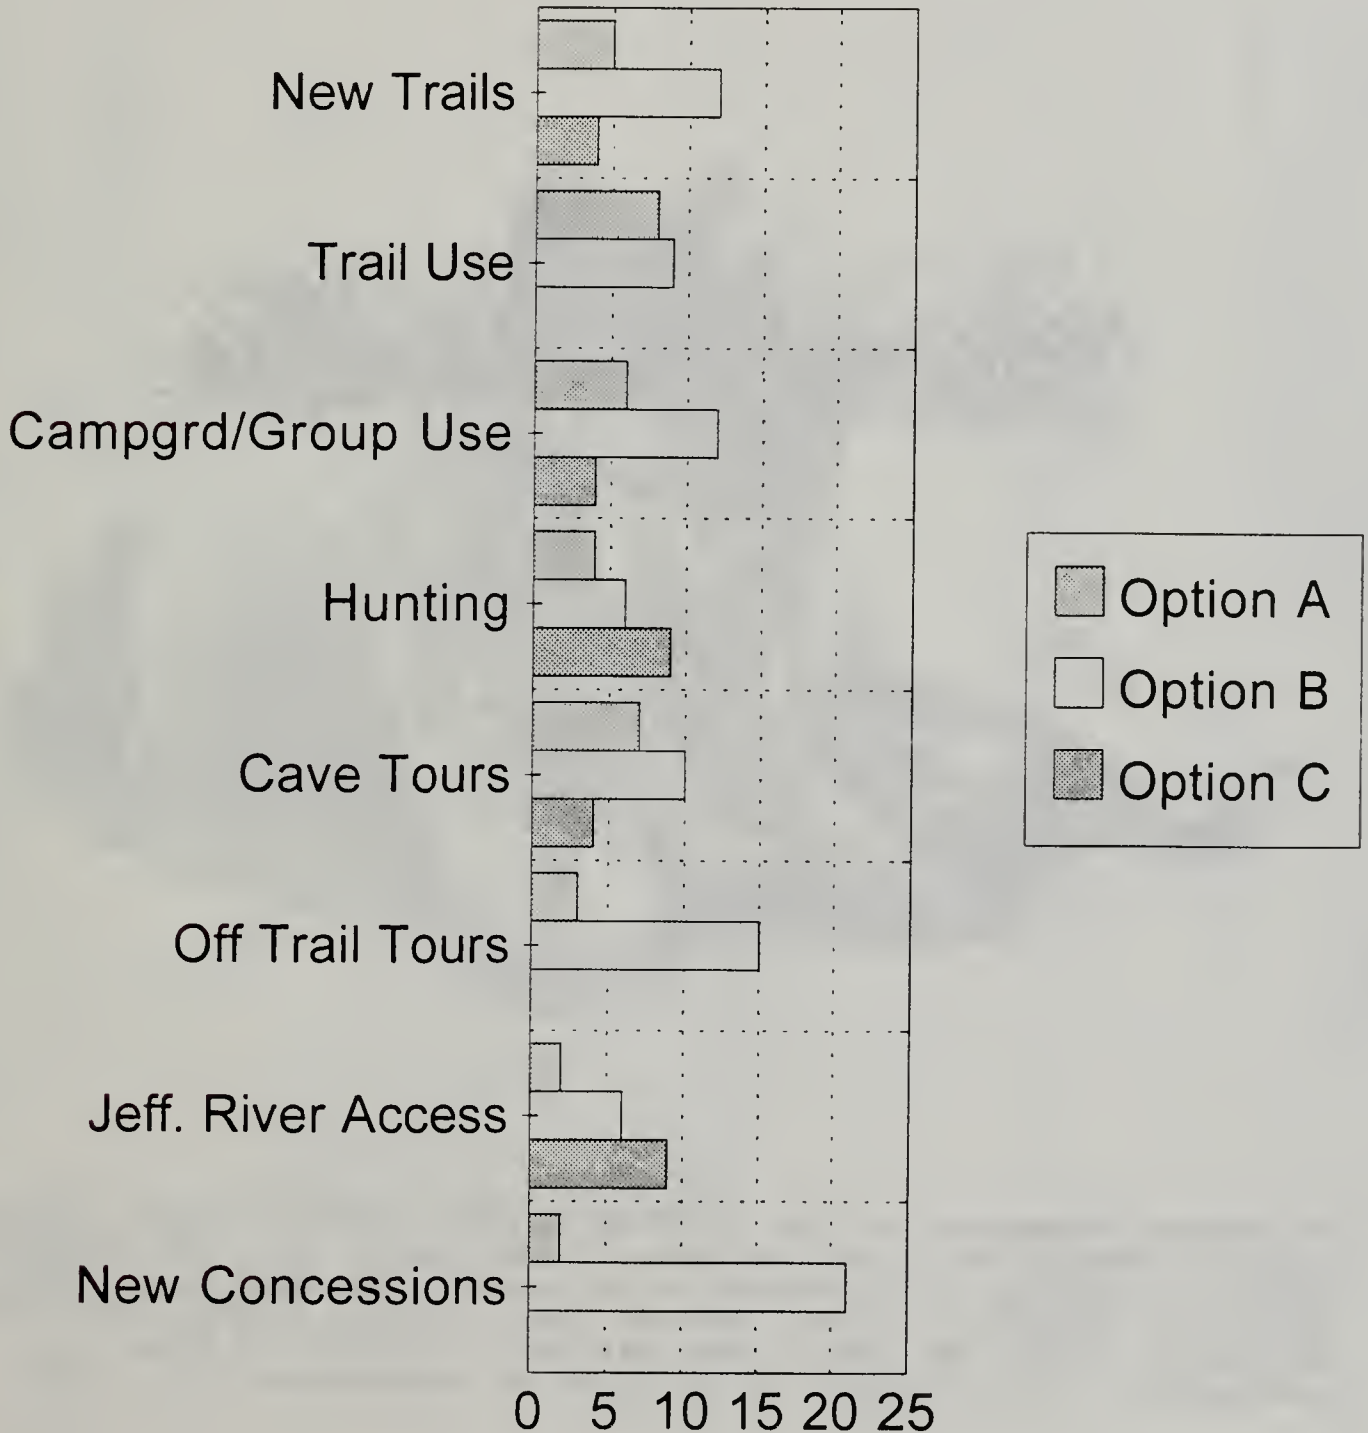 New Trails
Trail Use
Campgrd/Group Use
Hunting
Cave Tours
Off Trail Tours
Jeff. River Access
New Concessions
0 5 10 15 20 25
Option A
Option B
Option C